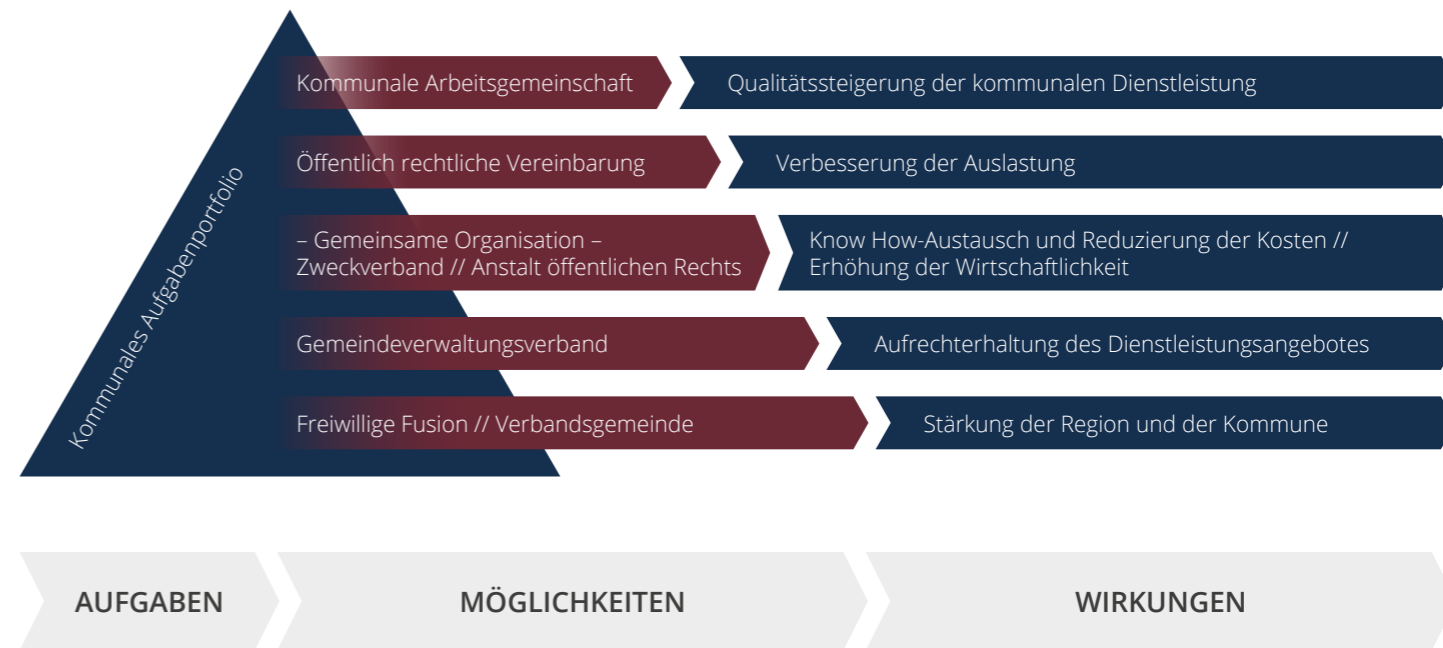 Kommunales Aufgabenportfolio
Kommunale Arbeitsgemeinschaft
Qualitätssteigerung der kommunalen Dienstleistung
Öffentlich rechtliche Vereinbarung
Verbesserung der Auslastung
– Gemeinsame Organisation –
Zweckverband // Anstalt öffentlichen Rechts
Know How-Austausch und Reduzierung der Kosten //
Erhöhung der Wirtschaftlichkeit
Gemeindeverwaltungsverband
Aufrechterhaltung des Dienstleistungsangebotes
Freiwillige Fusion // Verbandsgemeinde
Stärkung der Region und der Kommune
AUFGABEN
MÖGLICHKEITEN
WIRKUNGEN